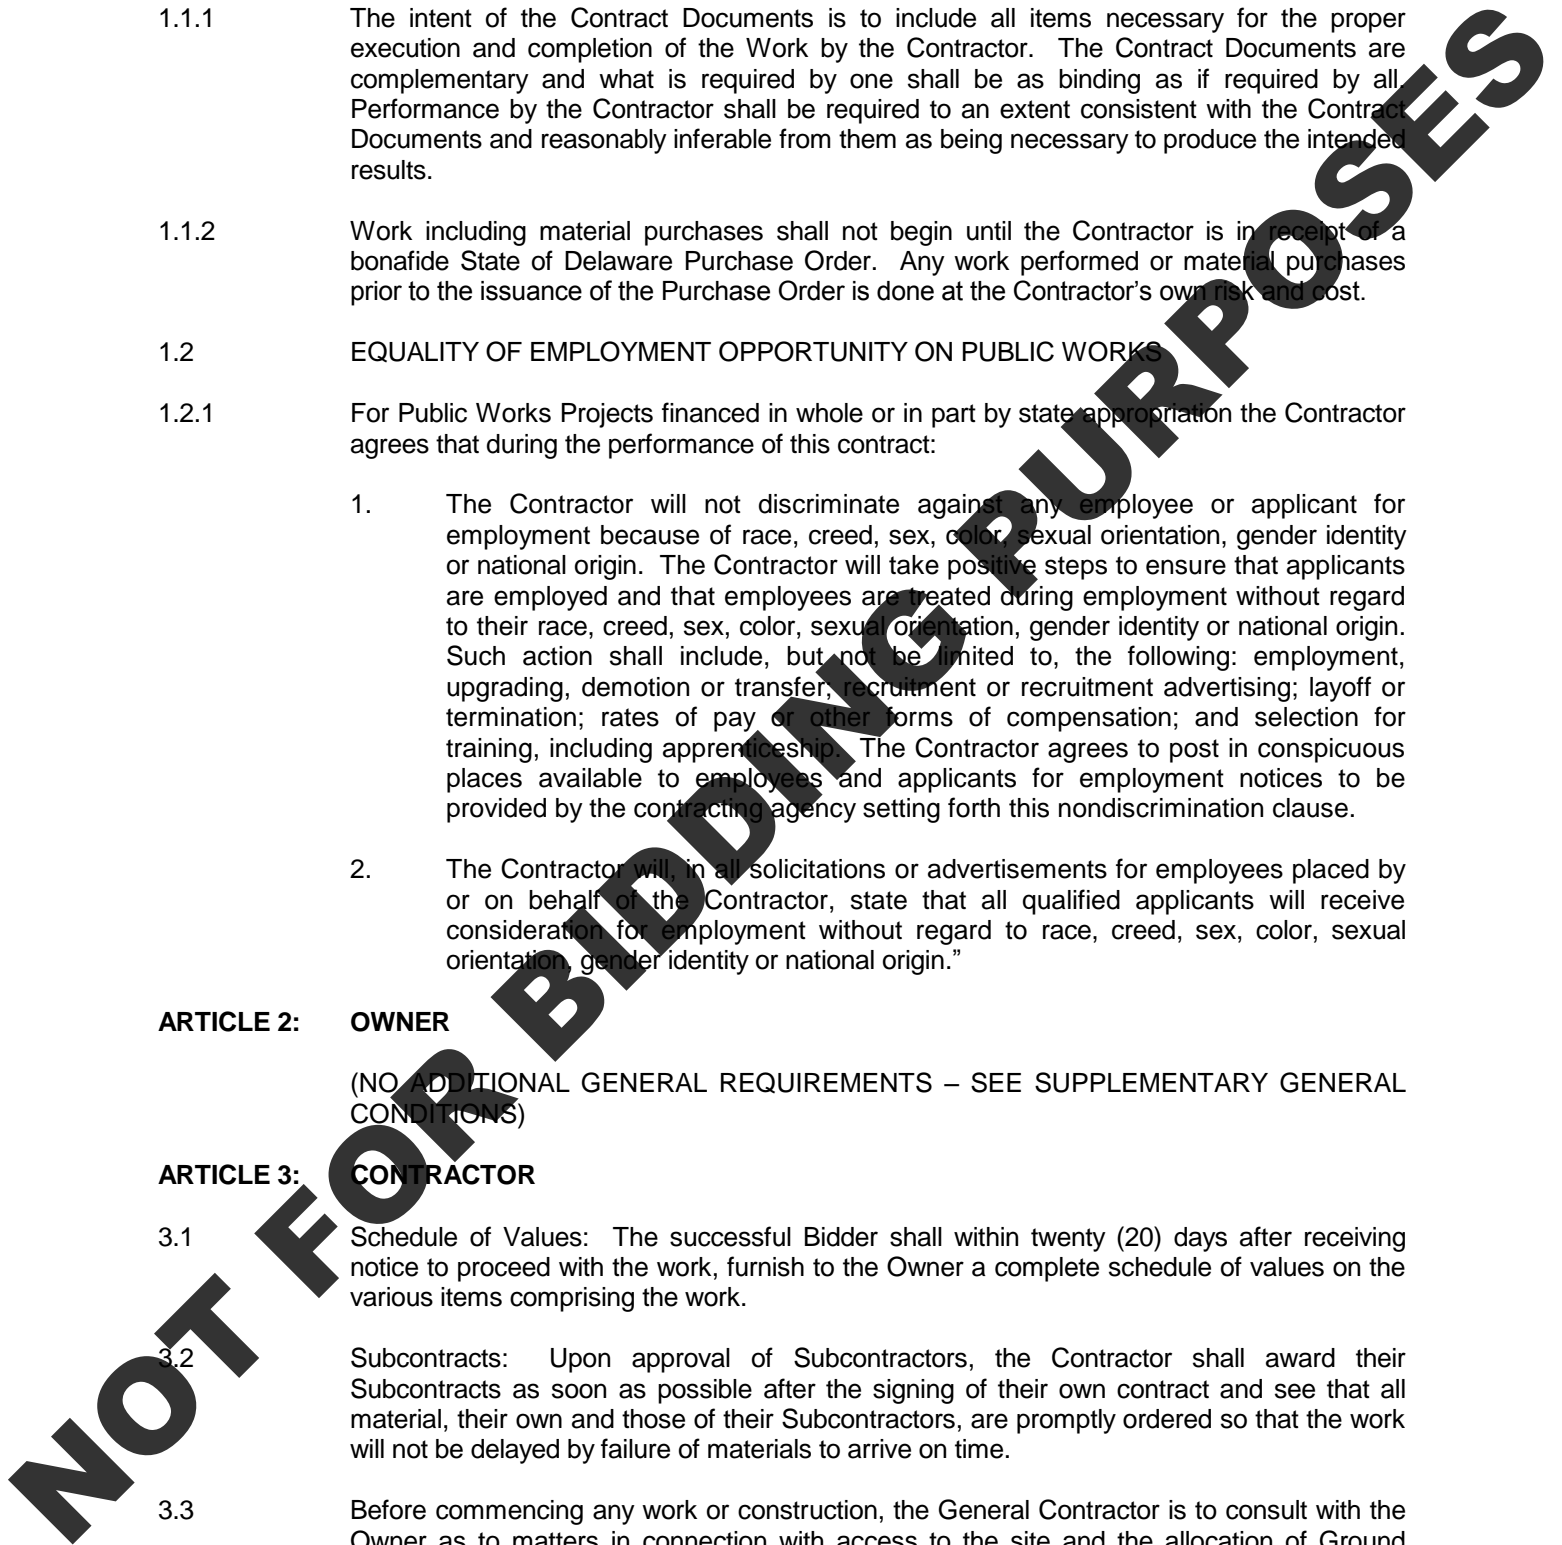 1.1.1 The intent of the Contract Documents is to include all items necessary for the proper
execution and completion of the Work by the Contractor. The Contract Documents are
complementary and what is required by one shall be as binding as if required by all.
Performance by the Contractor shall be required to an extent consistent with the Contract
Documents and reasonably inferable from them as being necessary to produce the intended
results.
1.1.2 Work including material purchases shall not begin until the Contractor is in receipt of a
bonafide State of Delaware Purchase Order. Any work performed or material purchases
prior to the issuance of the Purchase Order is done at the Contractor's own risk and cost.
1.2 EQUALITY OF EMPLOYMENT OPPORTUNITY ON PUBLIC WORKS
1.2.1 For Public Works Projects financed in whole or in part by state appropriation the Contractor
agrees that during the performance of this contract:
1. The Contractor will not discriminate against any employee or applicant for
employment because of race, creed, sex, color, sexual orientation, gender identity
or national origin. The Contractor will take positive steps to ensure that applicants
are employed and that employees are treated during employment without regard
to their race, creed, sex, color, sexual orientation, gender identity or national origin.
Such action shall include, but not be limited to, the following: employment,
upgrading, demotion or transfer; recruitment or recruitment advertising; layoff or
termination; rates of pay or other forms of compensation; and selection for
training, including apprenticeship. The Contractor agrees to post in conspicuous
places available to employees and applicants for employment notices to be
provided by the contracting agency setting forth this nondiscrimination clause.
2. The Contractor will, in all solicitations or advertisements for employees placed by
or on behalf of the Contractor, state that all qualified applicants will receive
consideration for employment without regard to race, creed, sex, color, sexual
orientation, gender identity or national origin.”
ARTICLE 2: OWNER
(NO ADDITIONAL GENERAL REQUIREMENTS – SEE SUPPLEMENTARY GENERAL
CONDITIONS)
ARTICLE 3: CONTRACTOR
3.1 Schedule of Values: The successful Bidder shall within twenty (20) days after receiving
notice to proceed with the work, furnish to the Owner a complete schedule of values on the
various items comprising the work.
3.2 Subcontracts: Upon approval of Subcontractors, the Contractor shall award their
Subcontracts as soon as possible after the signing of their own contract and see that all
material, their own and those of their Subcontractors, are promptly ordered so that the work
will not be delayed by failure of materials to arrive on time.
3.3 Before commencing any work or construction, the General Contractor is to consult with the
Owner as to matters in connection with access to the site and the allocation of Ground
NOT FOR BIDDING PURPOSES